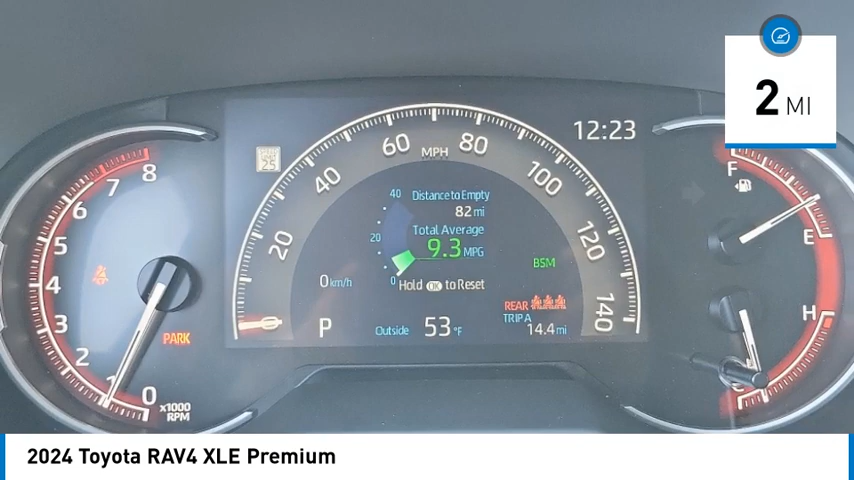 2 MI
12:23
60
MPH
80
25
F
8
7
40
40
Distance to Empty
100
82 mi
6
Total Average
5
20
20
9.3 MPG
120
E
BSM
4
0 km/h
0
Hold OK to Reset
H
3
REAR
140
TRIP A
P
Outside
53 °F
14.4 mi
PARK
2
1
0
C
x1000
RPM
2024 Toyota RAV4 XLE Premium